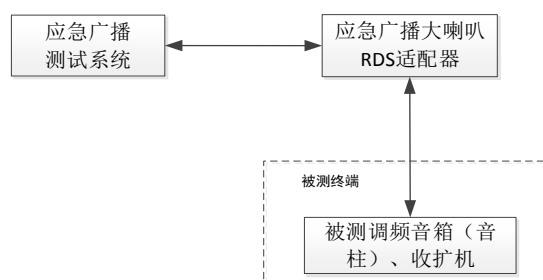 应急广播
测试系统
应急广播大喇叭
RDS适配器
被测终端
被测调频音箱（音
柱）、收扩机